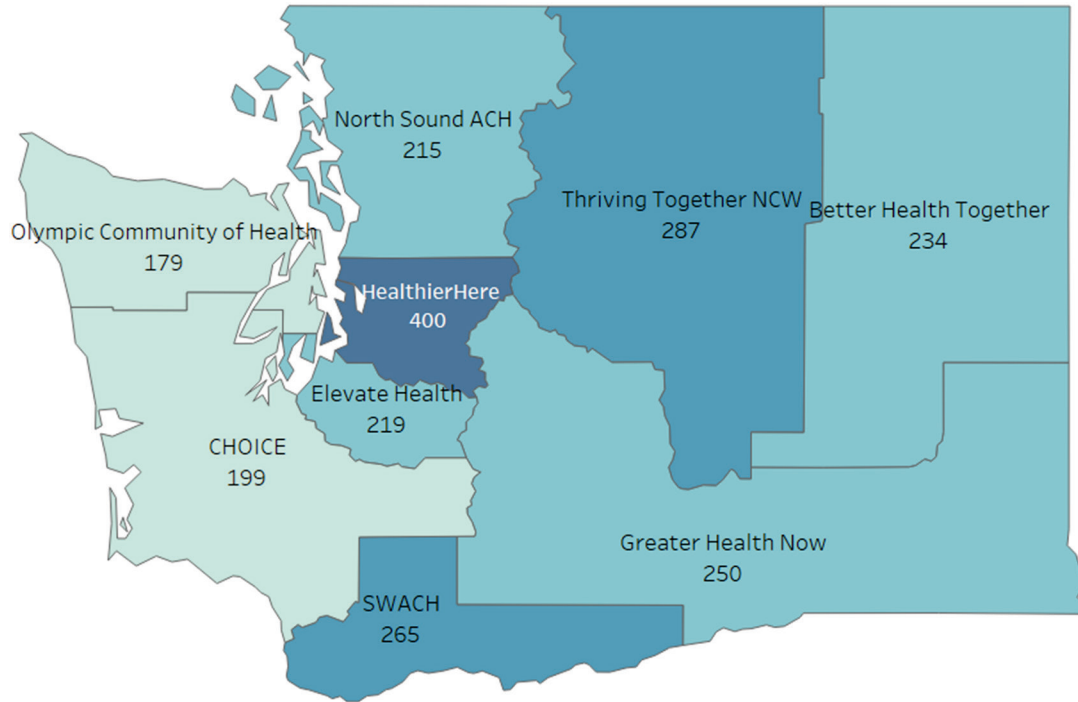 North Sound ACH
215
Thriving Together NCW
287
Better Health Together
234
Olympic Community of Health
179
HealthierHere
400
Elevate Health
219
CHOICE
199
Greater Health Now
250
SWACH
265